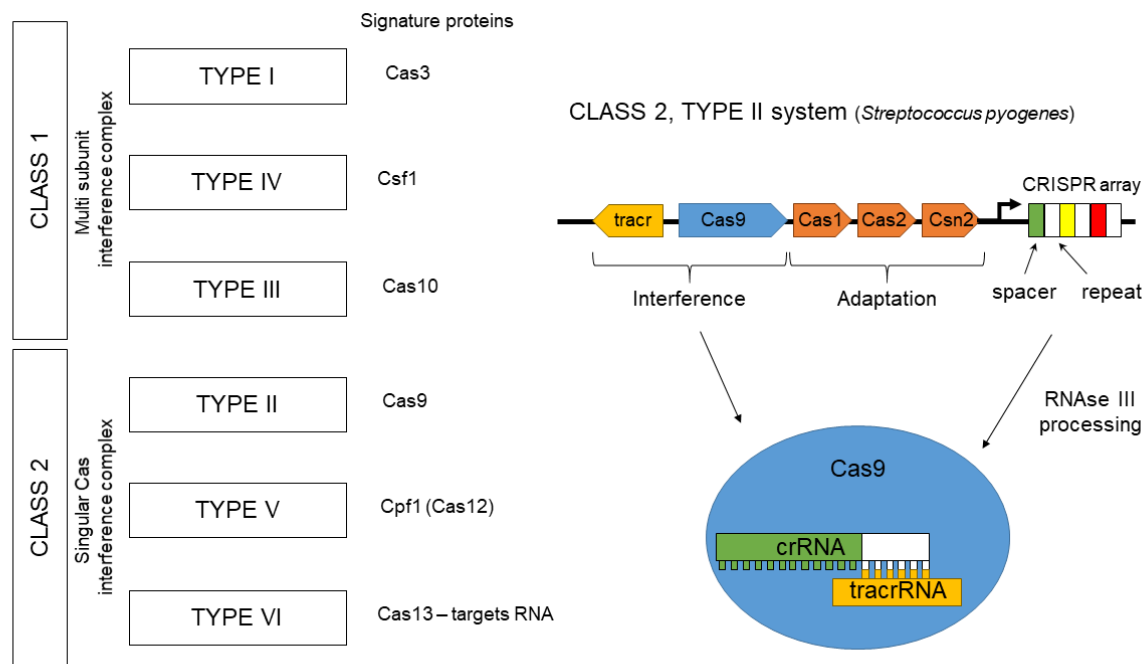 Signature proteins
CLASS 1
Multi subunit
interference complex
TYPE I
Cas3
TYPE IV
Csf1
TYPE III
Cas10
CLASS 2
Singular Cas
interference complex
TYPE II
Cas9
TYPE V
Cpf1 (Cas12)
TYPE VI
Cas13 – targets RNA
CLASS 2, TYPE II system (Streptococcus pyogenes)
CRISPR array
tracr
Cas9
Cas1
Cas2
Csn2
Interference
Adaptation
spacer
repeat
RNAse III
processing
Cas9
crRNA
tracrRNA